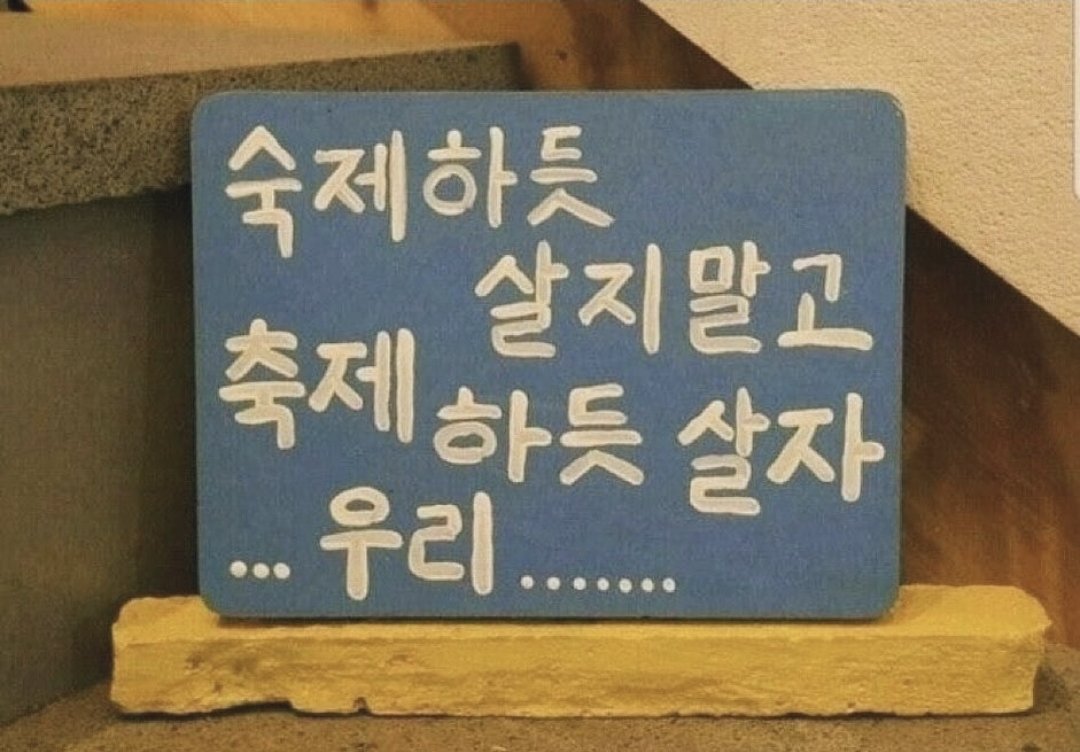 숙제하듯
살지말고
축제
하듯 살자
... 우리 .......